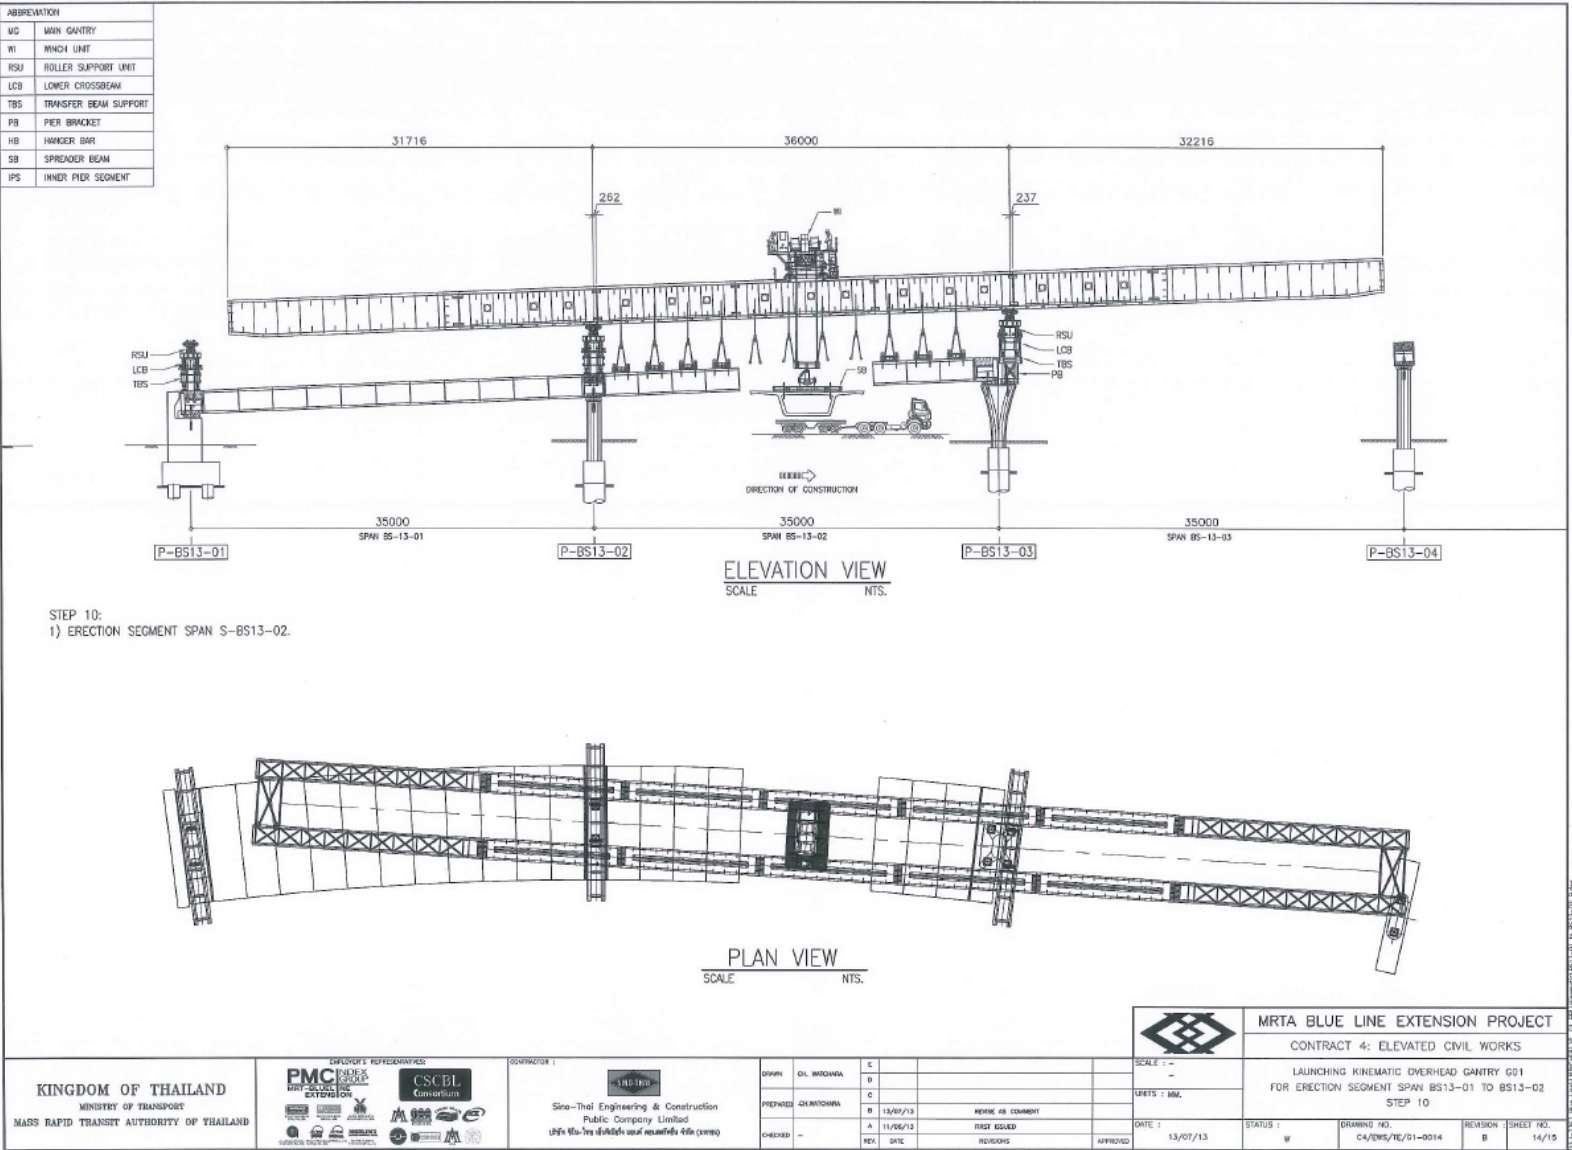 ABBREVIATION
MG MAIN GANTRY
WI WINCH UNIT
RSU ROLLER SUPPORT UNIT
LCB LOWER CROSSBEAM
TBS TRANSFER BEAM SUPPORT
PB PIER BRACKET
HB HANGER BAR
SB SPREADER BEAM
IPS INNER PIER SEGMENT
31716 36000 32216
262 237
WI
RSU
LCB
TBS
RSU
LCB
TBS
PB
SB
DIRECTION OF CONSTRUCTION
35000 35000 35000
SPAN BS-13-01 SPAN BS-13-02 SPAN BS-13-03
P-BS13-01 P-BS13-02 P-BS13-03 P-BS13-04
ELEVATION VIEW
SCALE NTS.
STEP 10:
1) ERECTION SEGMENT SPAN S-BS13-02.
PLAN VIEW
SCALE NTS.
MRTA BLUE LINE EXTENSION PROJECT
CONTRACT 4: ELEVATED CIVIL WORKS
LAUNCHING KINEMATIC OVERHEAD GANTRY G01
FOR ERECTION SEGMENT SPAN BS13-01 TO BS13-02
STEP 10
SCALE : -
-
UNITS : MM.
DATE : 13/07/13
STATUS : W
DRAWING NO. C4/EWS/TE/G1-0014
REVISION : B
SHEET NO. 14/15
KINGDOM OF THAILAND
MINISTRY OF TRANSPORT
MASS RAPID TRANSIT AUTHORITY OF THAILAND
EMPLOYER'S REPRESENTATIVES:
PMC INDEX GROUP
MRT-BLUELINE
EXTENSION
CSCBL
Consortium
CONTRACTOR :
SINO-THAI
Sino-Thai Engineering & Construction
Public Company Limited
DRAWN CH. WATCHARA
PREPARED CH.WATCHARA
CHECKED -
E
D
C
B 13/07/13 REVISE AS COMMENT
A 11/06/13 FIRST ISSUED
REV. DATE REVISIONS APPROVED